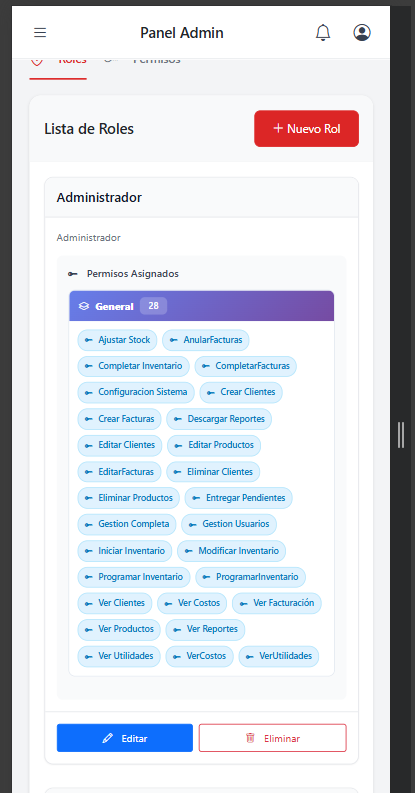 Panel Admin
Roles Permisos
Lista de Roles
Nuevo Rol
Administrador
Administrador
Permisos Asignados
General 28
Ajustar Stock AnularFacturas
Completar Inventario CompletarFacturas
Configuracion Sistema Crear Clientes
Crear Facturas Descargar Reportes
Editar Clientes Editar Productos
EditarFacturas Eliminar Clientes
Eliminar Productos Entregar Pendientes
Gestion Completa Gestion Usuarios
Iniciar Inventario Modificar Inventario
Programar Inventario ProgramarInventario
Ver Clientes Ver Costos Ver Facturación
Ver Productos Ver Reportes
Ver Utilidades VerCostos VerUtilidades
Editar Eliminar